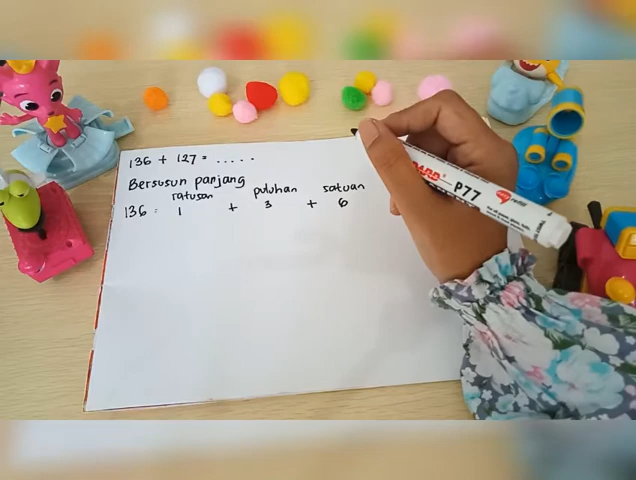 136 + 127 = .....
Bersusun panjang
ratusan puluhan satuan
136 = 1 + 3 + 6
P77